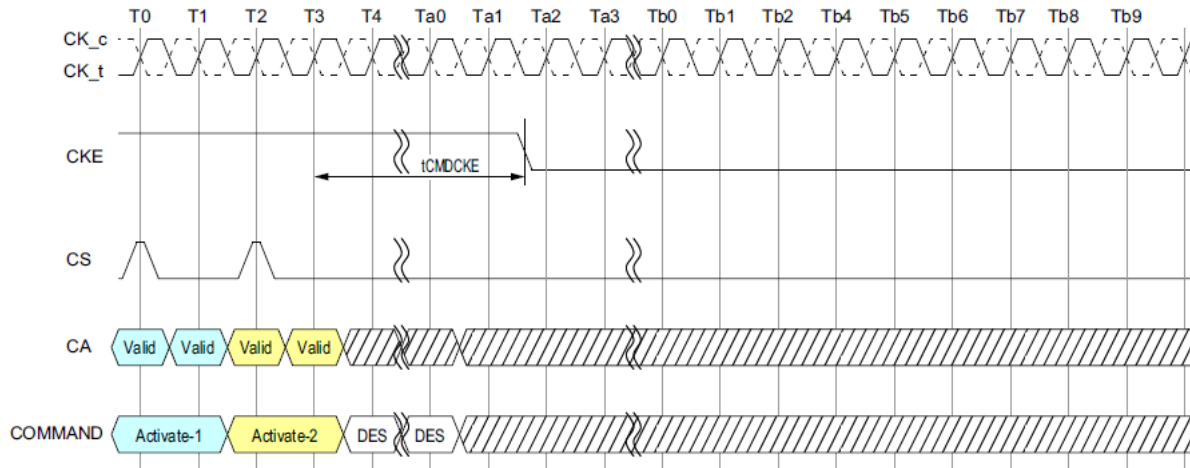 T0 T1 T2 T3 T4 Ta0 Ta1 Ta2 Ta3 Tb0 Tb1 Tb2 Tb4 Tb5 Tb6 Tb7 Tb8 Tb9
CK_c
CK_t
CKE
tCMDCKE
CS
CA Valid Valid Valid Valid
COMMAND Activate-1 Activate-2 DES DES